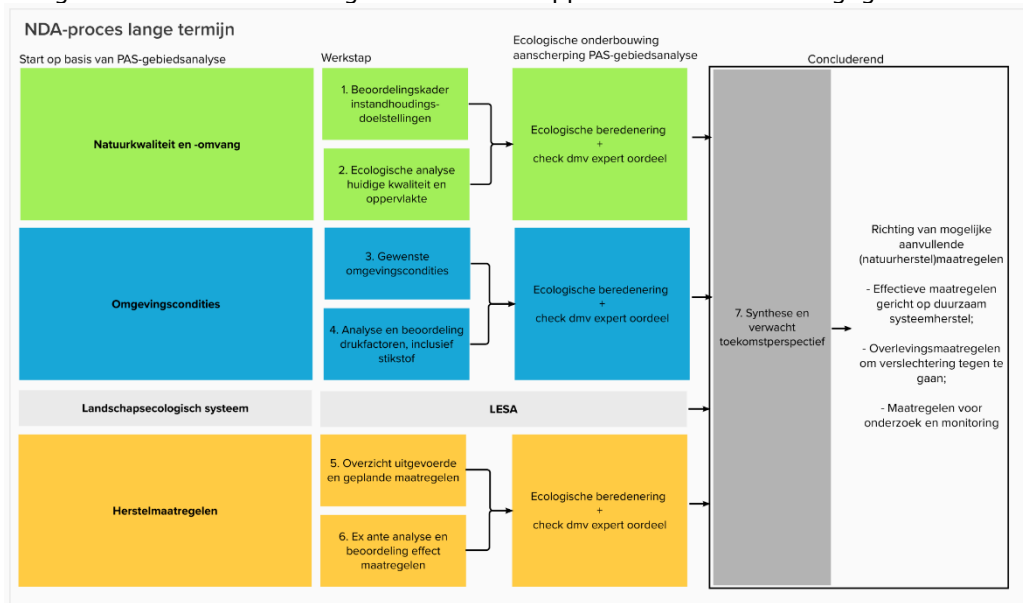 NDA-proces lange termijn
Start op basis van PAS-gebiedsanalyse
Werkstap
Ecologische onderbouwing
aanscherping PAS-gebiedsanalyse
Concluderend
Natuurkwaliteit en -omvang
1. Beoordelingskader
instandhoudings-
doelstellingen
2. Ecologische analyse
huidige kwaliteit en
oppervlakte
Ecologische beredenering
+
check dmv expert oordeel
Omgevingscondities
3. Gewenste
omgevingscondities
4. Analyse en beoordeling
drukfactoren, inclusief
stikstof
Ecologische beredenering
+
check dmv expert oordeel
Landschapsecologisch systeem
LESA
Herstelmaatregelen
5. Overzicht uitgevoerde
en geplande maatregelen
6. Ex ante analyse en
beoordeling effect
maatregelen
Ecologische beredenering
+
check dmv expert oordeel
7. Synthese en
verwacht
toekomstperspectief
Richting van mogelijke
aanvullende
(natuurherstel)maatregelen
- Effectieve maatregelen
gericht op duurzaam
systeemherstel;
- Overlevingsmaatregelen
om verslechtering tegen te
gaan;
- Maatregelen voor
onderzoek en monitoring